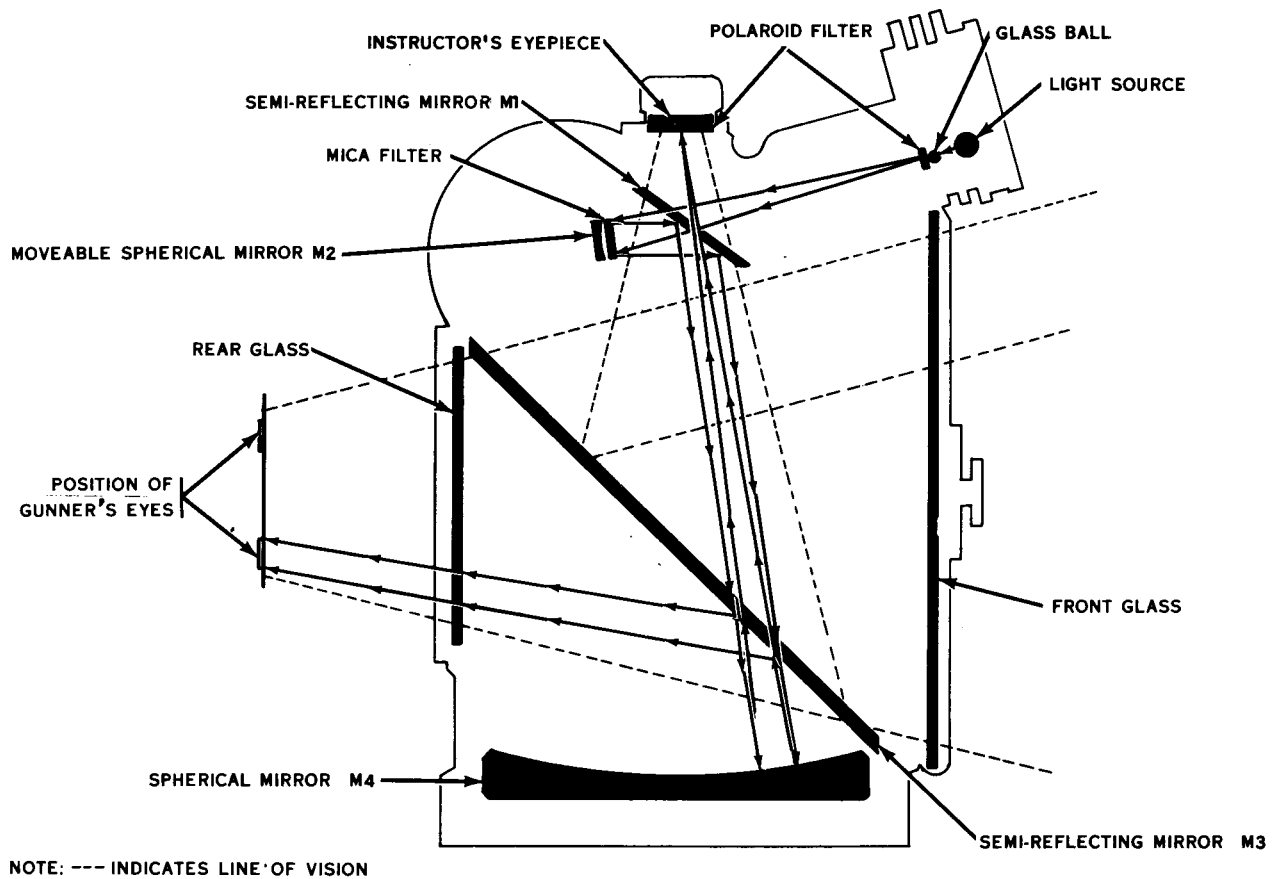 INSTRUCTOR'S EYEPIECE
POLAROID FILTER
GLASS BALL
LIGHT SOURCE
SEMI-REFLECTING MIRROR M1
MICA FILTER
MOVEABLE SPHERICAL MIRROR M2
REAR GLASS
POSITION OF
GUNNER'S EYES
FRONT GLASS
SPHERICAL MIRROR M4
SEMI-REFLECTING MIRROR M3
NOTE: --- INDICATES LINE OF VISION